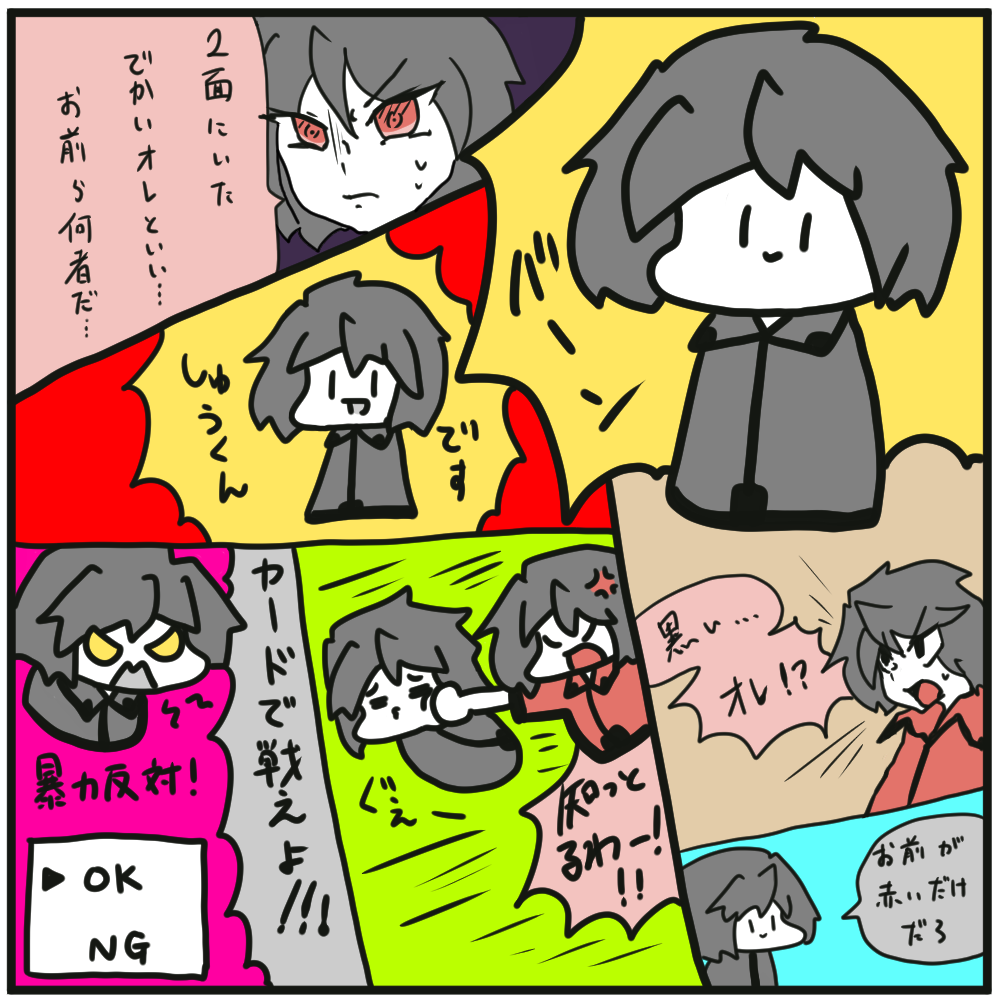 バーン
黒い…
オレ!?
お前が
赤いだけ
だろ
2面にいた
でかいオレといい…
お前ら何者だ…
しゅうくん
です
知っと
るわー!
!!
ぐえー
カードで戦えよ!!!
暴力反対!
▶ OK
NG